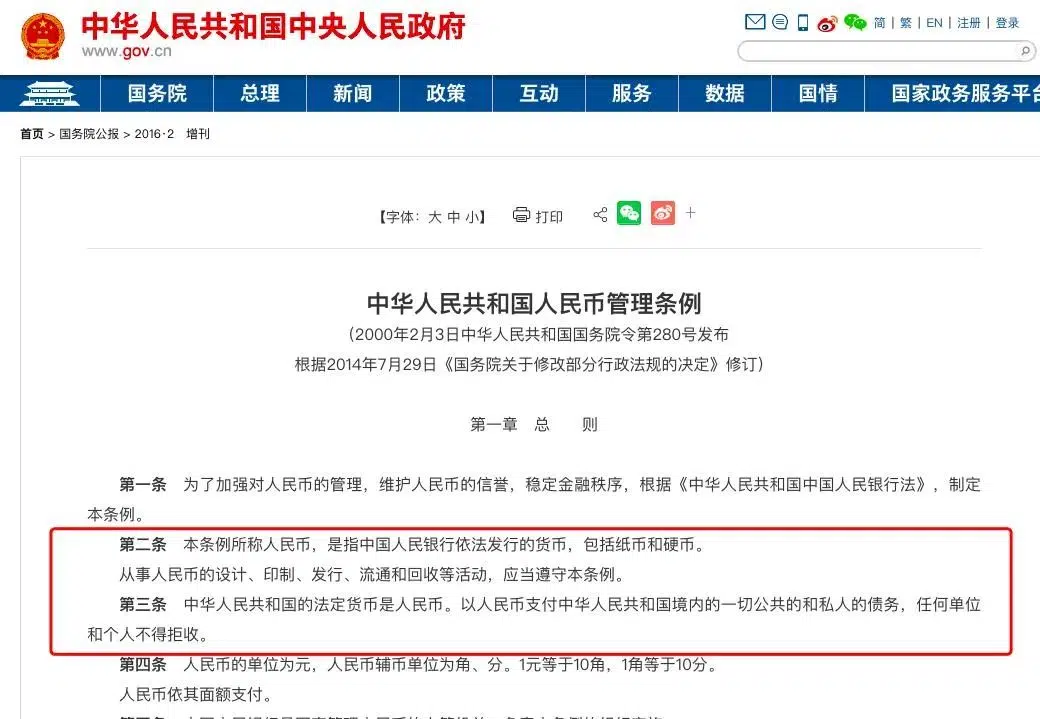 中华人民共和国中央人民政府
www.gov.cn
简 | 繁 | EN | 注册 | 登录
国务院 总理 新闻 政策 互动 服务 数据 国情 国家政务服务平台
首页 > 国务院公报 > 2016·2 增刊
【字体：大 中 小】 打印
中华人民共和国人民币管理条例
（2000年2月3日中华人民共和国国务院令第280号发布
根据2014年7月29日《国务院关于修改部分行政法规的决定》修订）
第一章 总 则
第一条 为了加强对人民币的管理，维护人民币的信誉，稳定金融秩序，根据《中华人民共和国中国人民银行法》，制定
本条例。
第二条 本条例所称人民币，是指中国人民银行依法发行的货币，包括纸币和硬币。
从事人民币的设计、印制、发行、流通和回收等活动，应当遵守本条例。
第三条 中华人民共和国的法定货币是人民币。以人民币支付中华人民共和国境内的一切公共的和私人的债务，任何单位
和个人不得拒收。
第四条 人民币的单位为元，人民币辅币单位为角、分。1元等于10角，1角等于10分。
人民币依其面额支付。